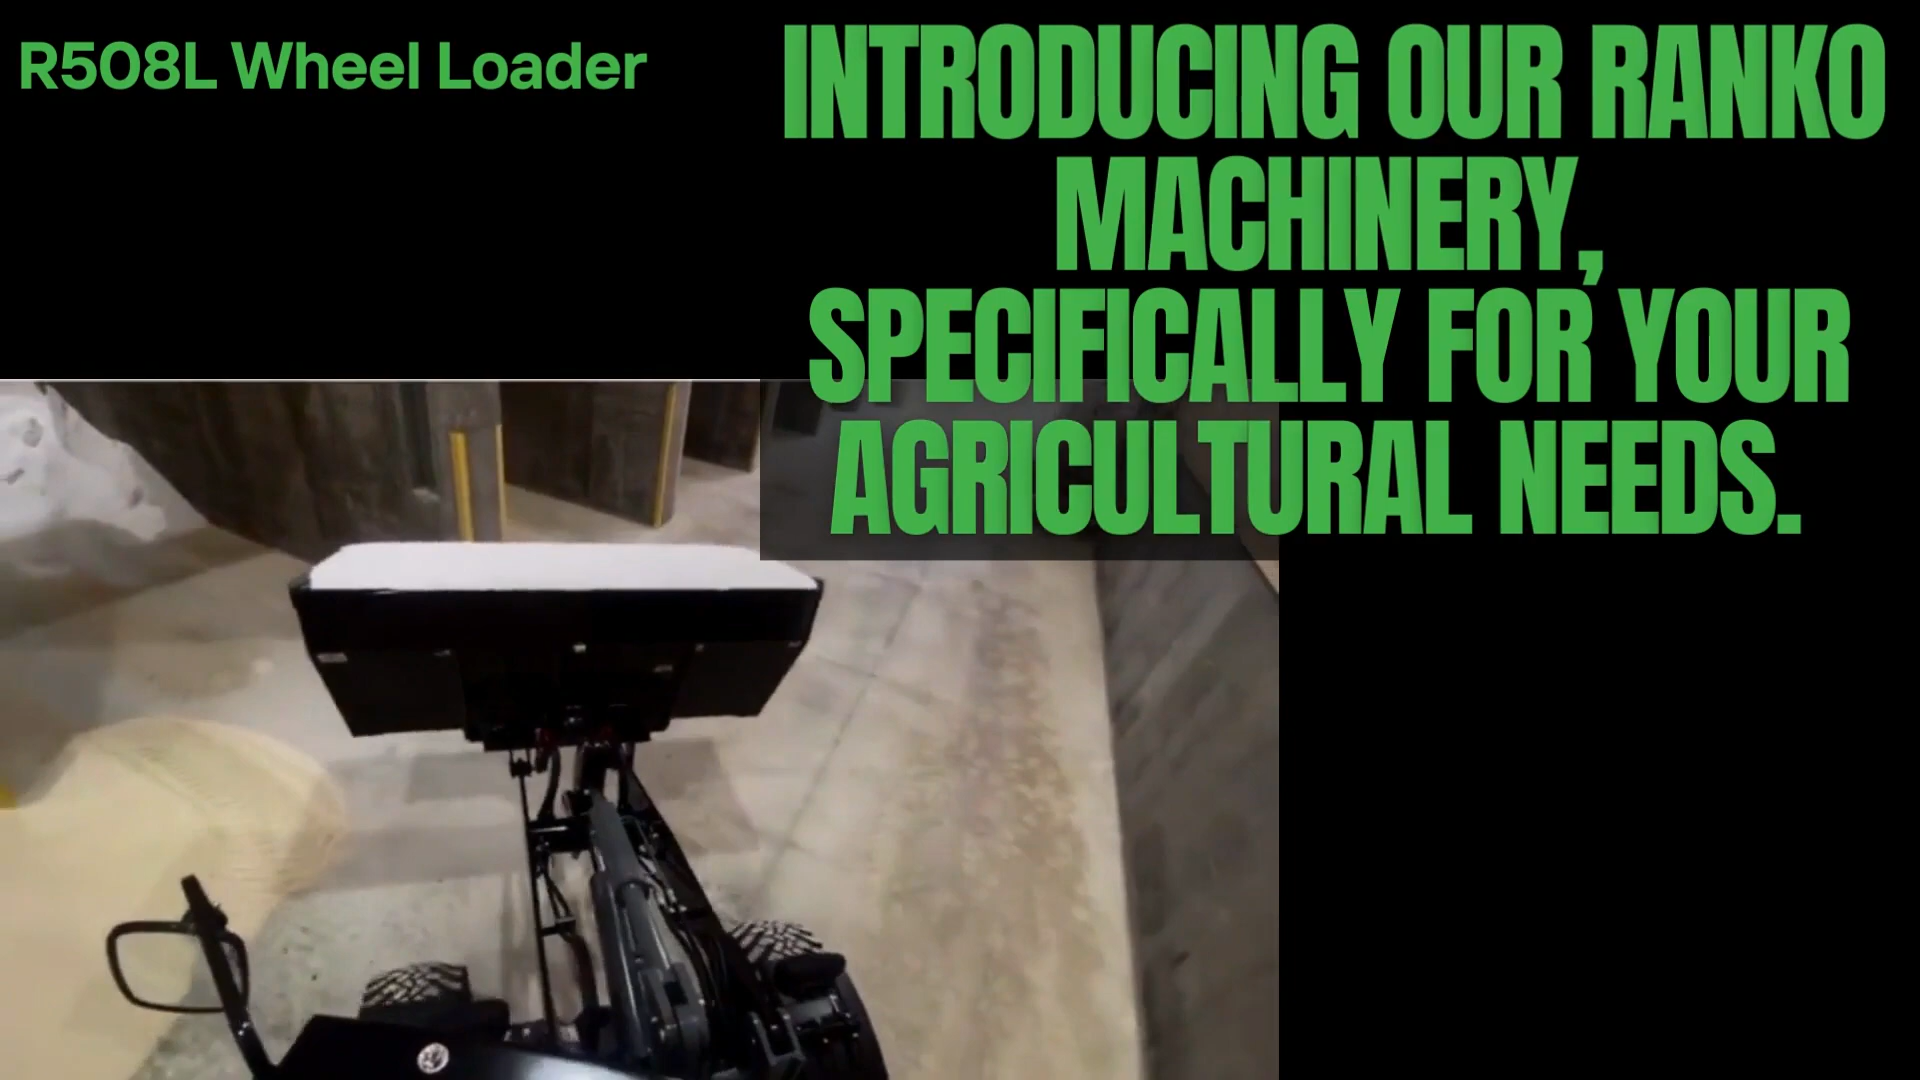 R508L Wheel Loader
INTRODUCING OUR RANKO
MACHINERY,
SPECIFICALLY FOR YOUR
AGRICULTURAL NEEDS.